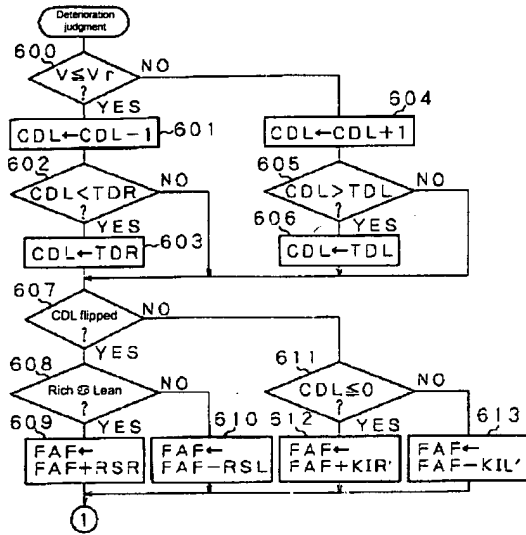 Deterioration
judgment
600
V≦Vr
?
NO
YES
604
CDL←CDL-1
601
CDL←CDL+1
602
605
CDL<TDR
?
NO
CDL>TDL
?
NO
YES
603
606
YES
CDL←TDR
CDL←TDL
607
CDL flipped
?
NO
YES
608
611
Rich ♋ Lean
?
NO
CDL≦0
?
NO
609
YES
610
612
YES
613
FAF←
FAF+RSR
FAF←
FAF-RSL
FAF←
FAF+KIR'
FAF←
FAF-KIL'
1